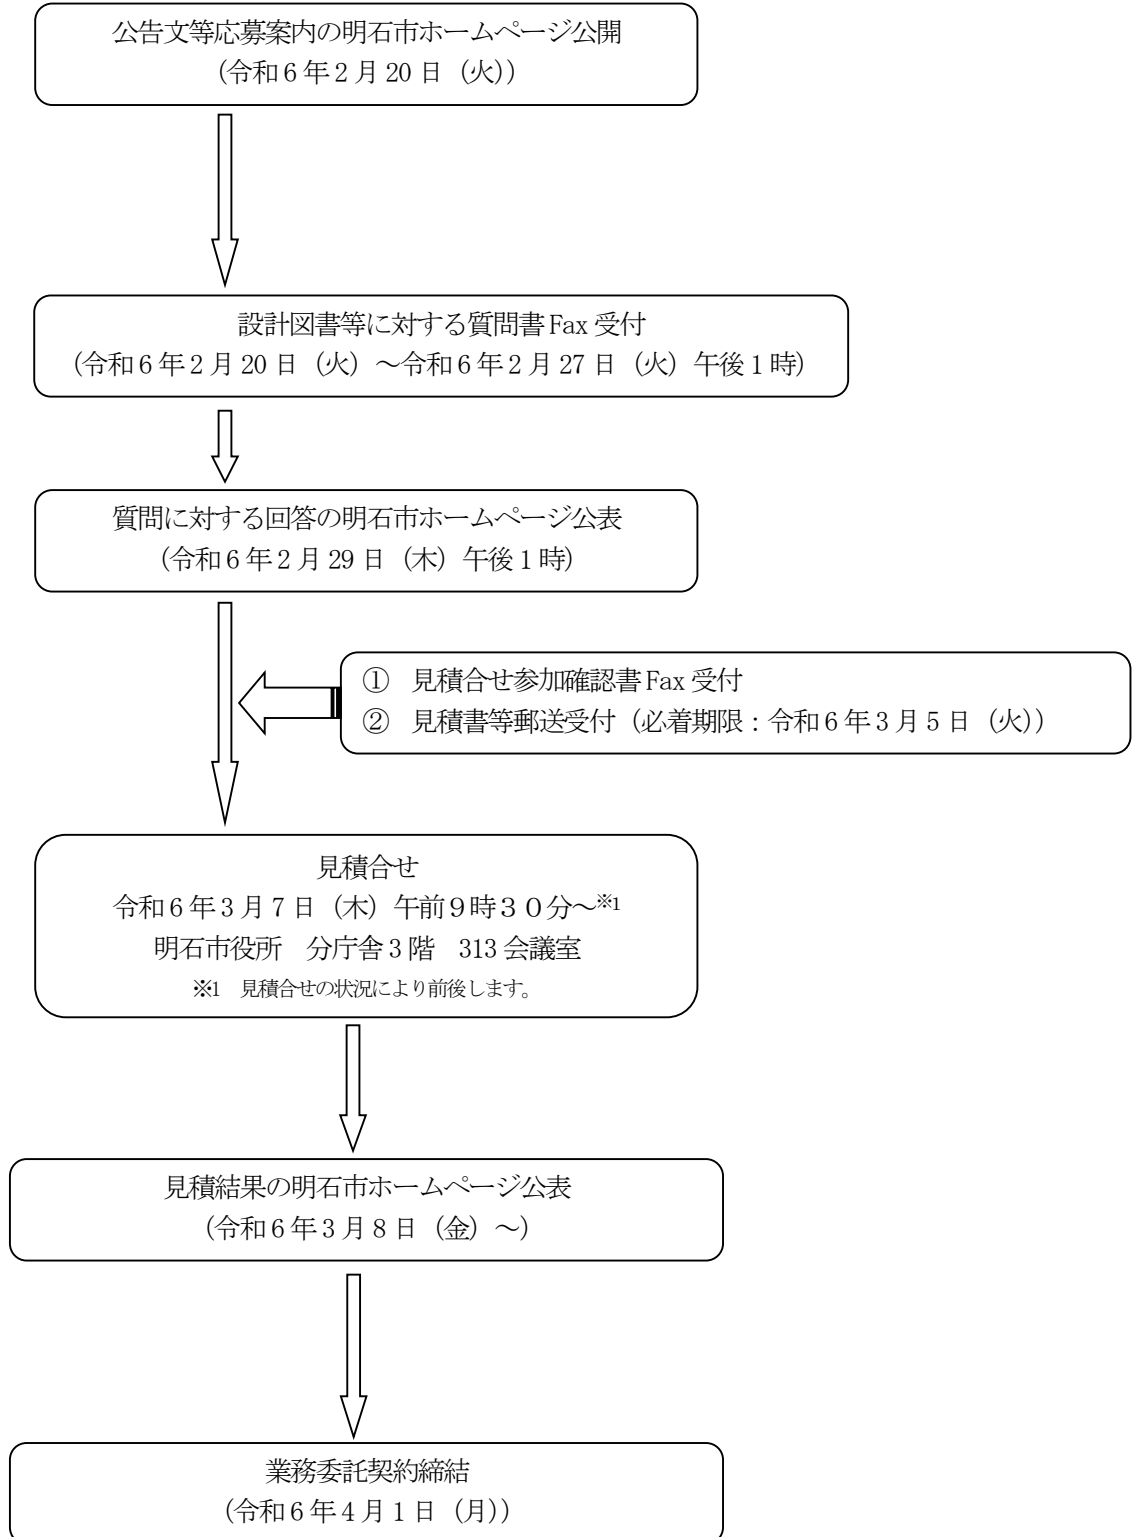 公告文等応募案内の明石市ホームページ公開
(令和6年2月20日（火）)
設計図書等に対する質問書Fax受付
(令和6年2月20日（火）～令和6年2月27日（火）午後1時)
質問に対する回答の明石市ホームページ公表
(令和6年2月29日（木）午後1時)
①　見積合せ参加確認書Fax受付
②　見積書等郵送受付（必着期限：令和6年3月5日（火））
見積合せ
令和6年3月7日（木）午前９時３０分～※1
明石市役所　分庁舎3階　313会議室
※1　見積合せの状況により前後します。
見積結果の明石市ホームページ公表
(令和6年3月8日（金）～)
業務委託契約締結
(令和6年4月1日（月）)